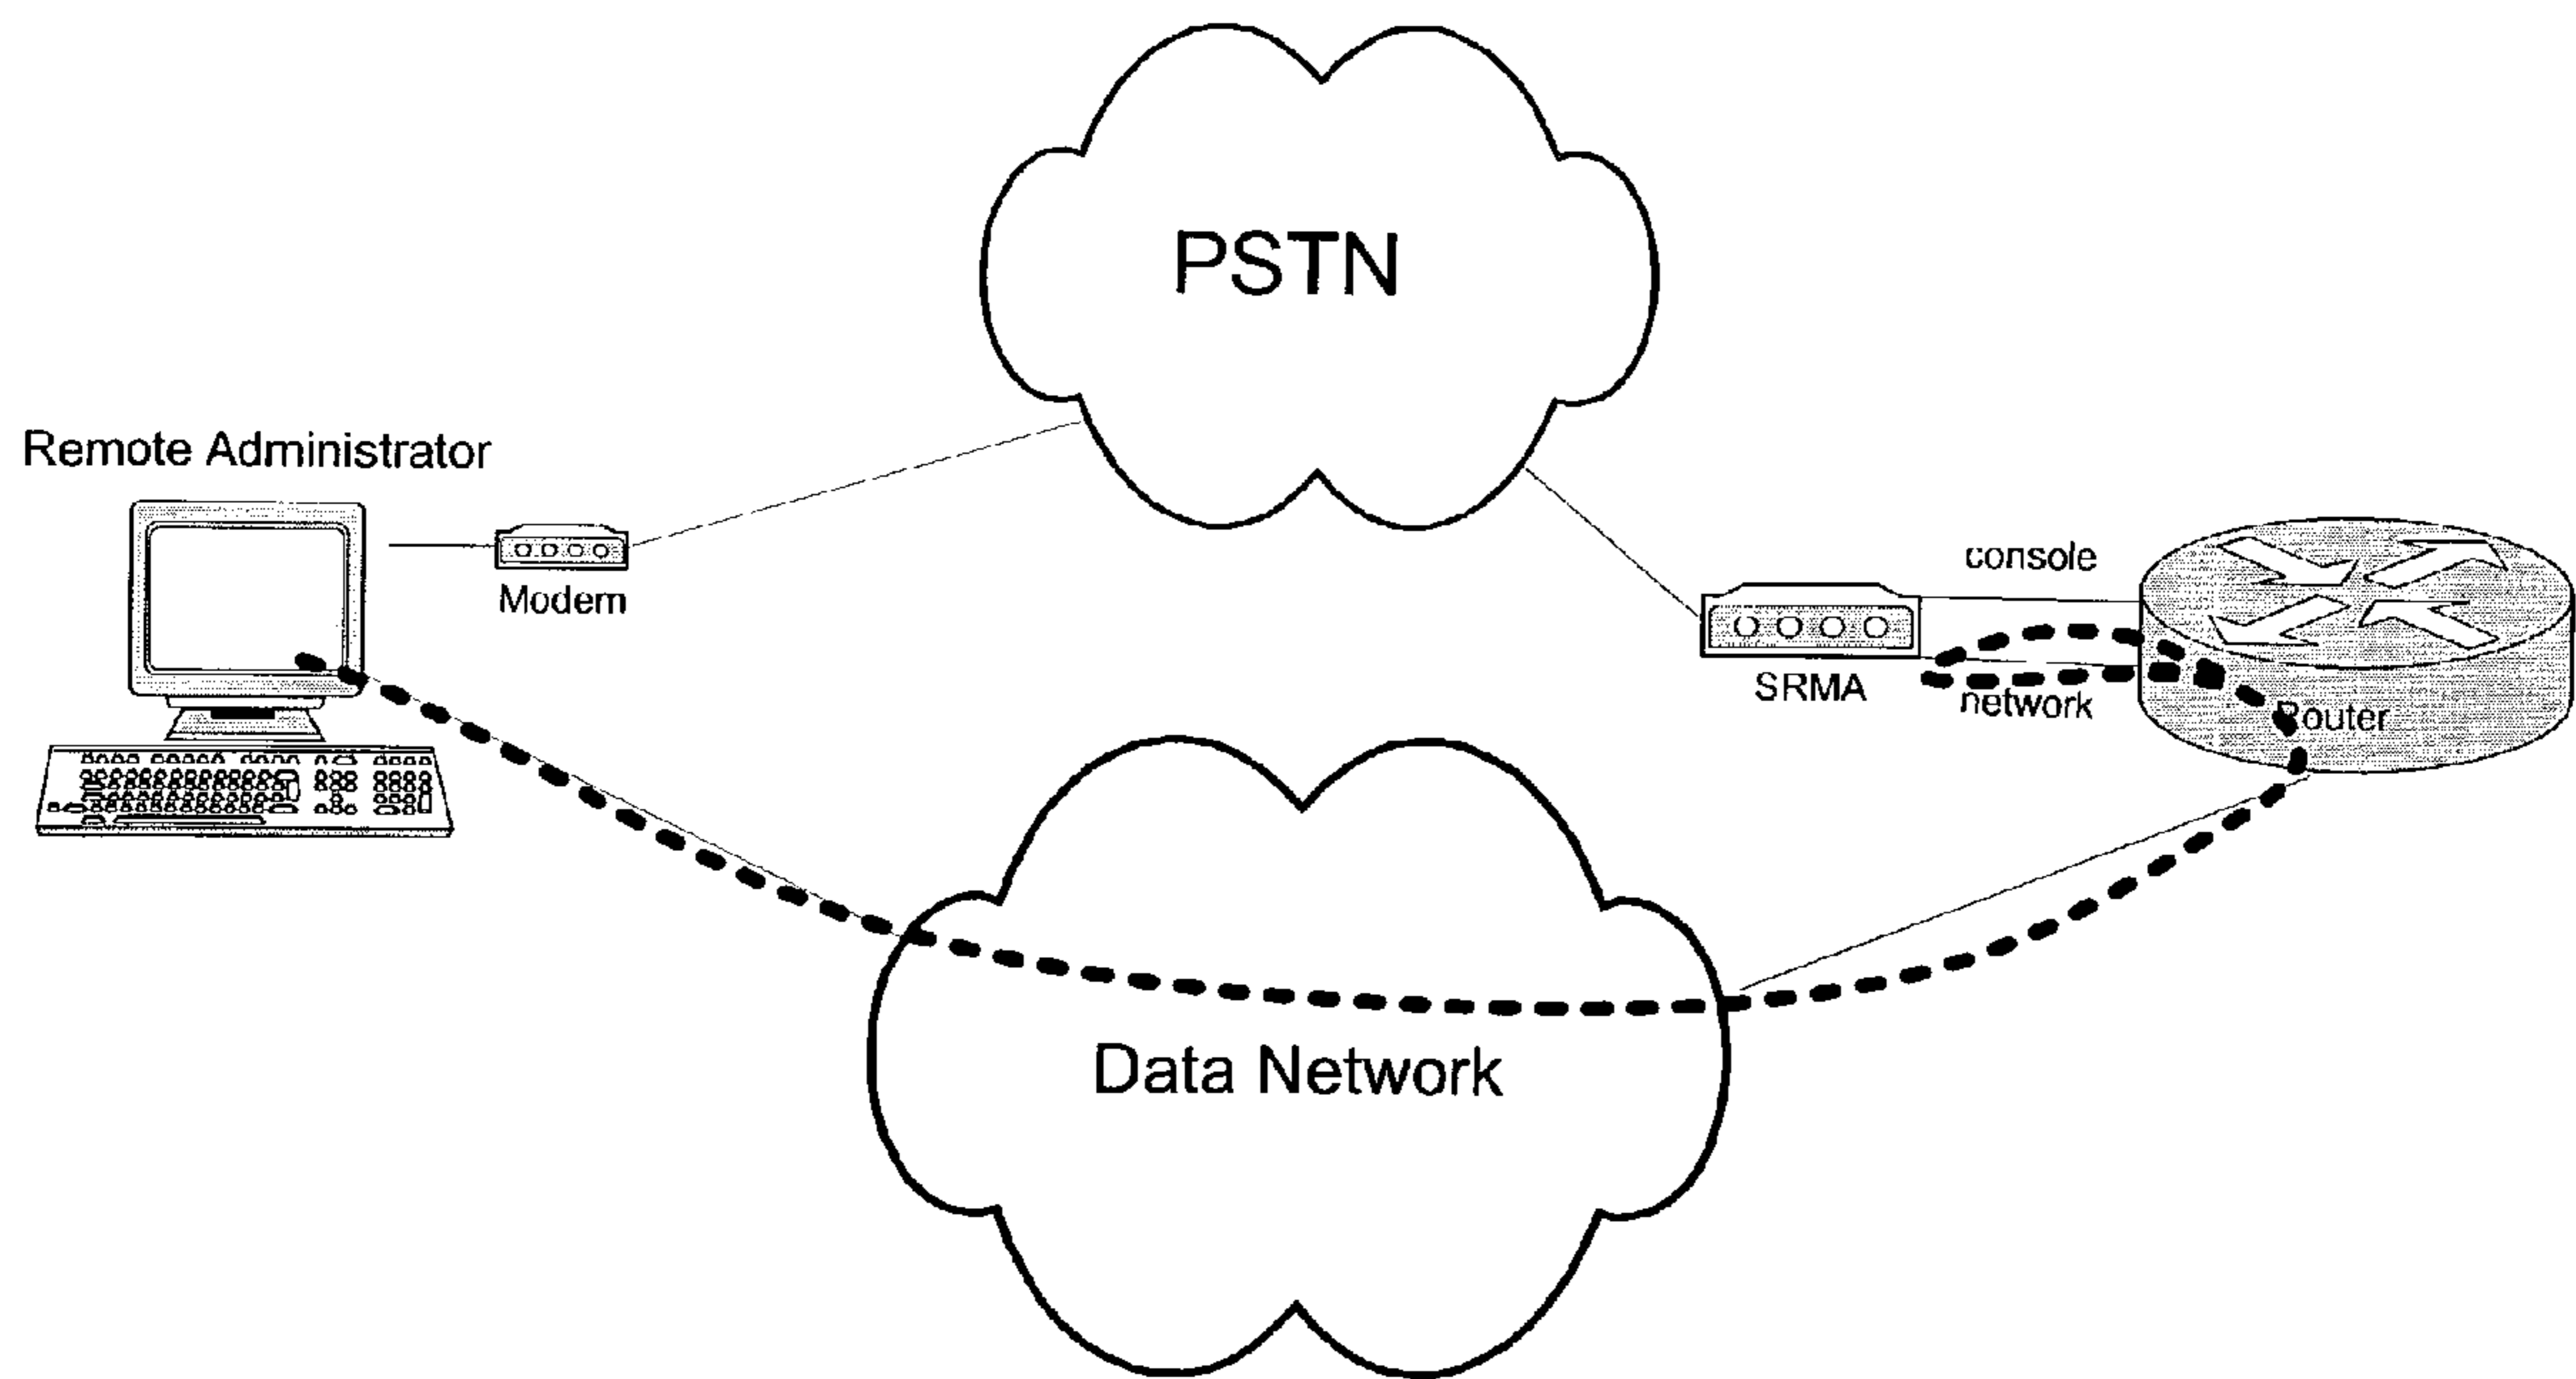 PSTN
Remote Administrator
Modem
console
SRMA
network
Router
Data Network